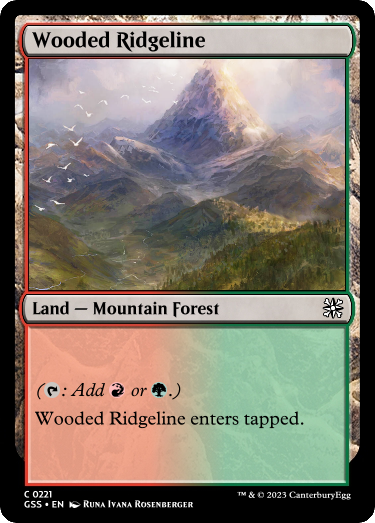 Wooded Ridgeline
Land — Mountain Forest
(: Add or .)
Wooded Ridgeline enters tapped.
C 0221
GSS • EN Runa Ivana Rosenberger
™ & © 2023 CanterburyEgg